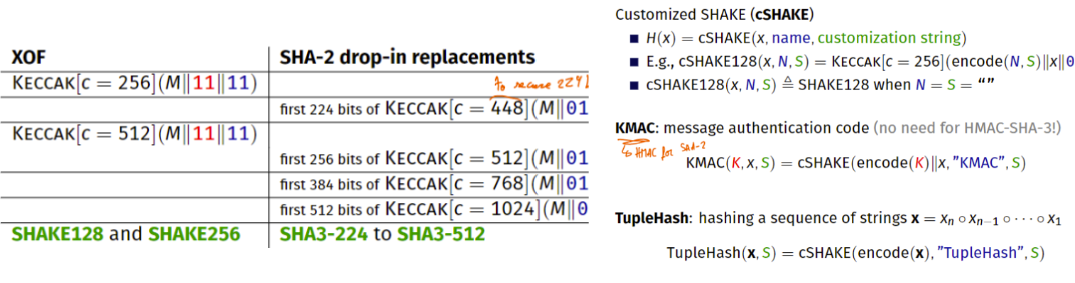 XOF SHA-2 drop-in replacements
KECCAK[c = 256](M||11||11)
to secure 224
first 224 bits of KECCAK[c = 448](M||01
KECCAK[c = 512](M||11||11)
first 256 bits of KECCAK[c = 512](M||01
first 384 bits of KECCAK[c = 768](M||01
first 512 bits of KECCAK[c = 1024](M||0
SHAKE128 and SHAKE256 SHA3-224 to SHA3-512
Customized SHAKE (cSHAKE)
■ H(x) = cSHAKE(x, name, customization string)
■ E.g., cSHAKE128(x, N, S) = KECCAK[c = 256](encode(N, S)||x||0
■ cSHAKE128(x, N, S) ≜ SHAKE128 when N = S = “”
KMAC: message authentication code (no need for HMAC-SHA-3!)
↳ HMAC for SHA-2
KMAC(K, x, S) = cSHAKE(encode(K)||x, ”KMAC”, S)
TupleHash: hashing a sequence of strings x = xₙ ∘ xₙ₋₁ ∘ ⋯ ∘ x₁
TupleHash(x, S) = cSHAKE(encode(x), ”TupleHash”, S)